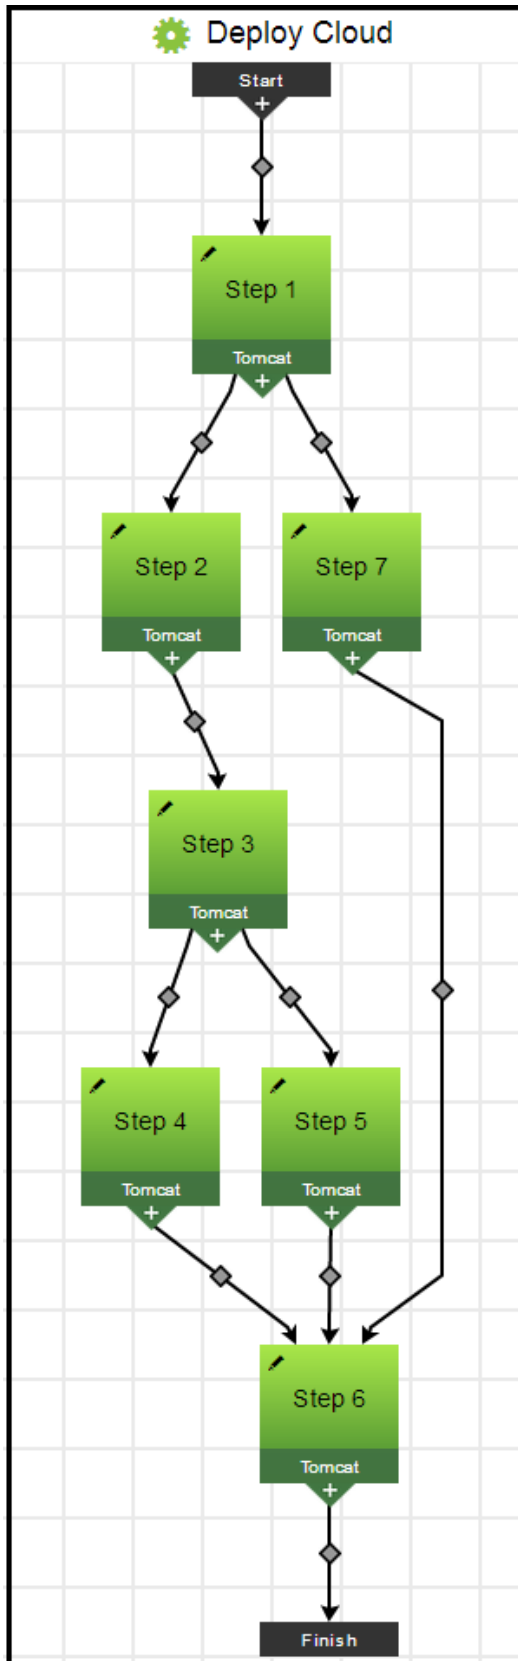 Deploy Cloud
Start
+
Step 1
Tomcat
+
Step 2
Tomcat
+
Step 7
Tomcat
+
Step 3
Tomcat
+
Step 4
Tomcat
+
Step 5
Tomcat
+
Step 6
Tomcat
+
Finish